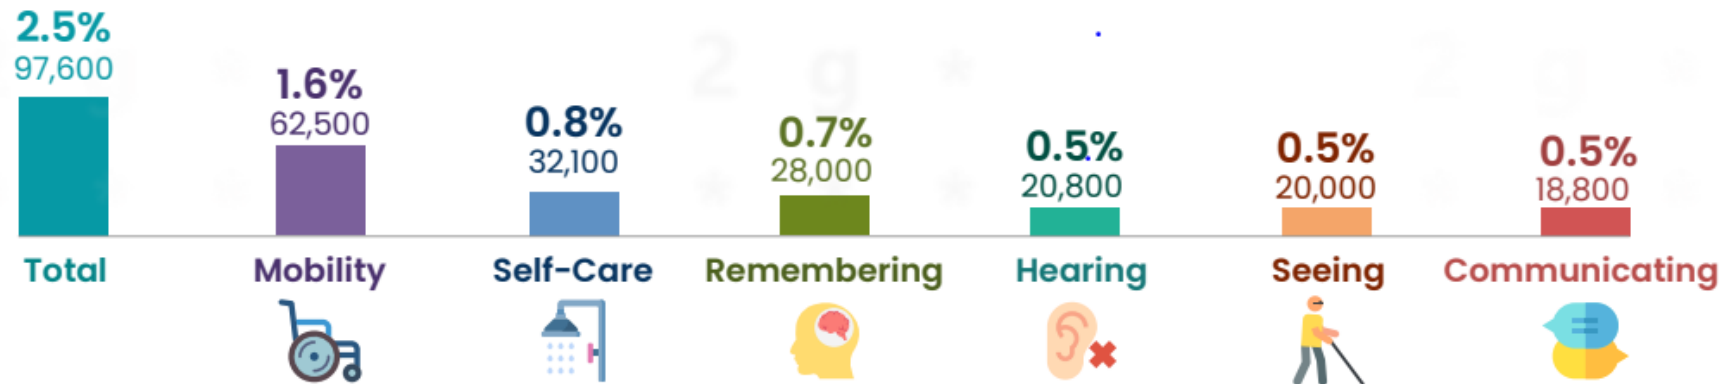 2.5%
97,600
1.6%
62,500
0.8%
32,100
0.7%
28,000
0.5%
20,800
0.5%
20,000
0.5%
18,800
Total
Mobility
Self-Care
Remembering
Hearing
Seeing
Communicating